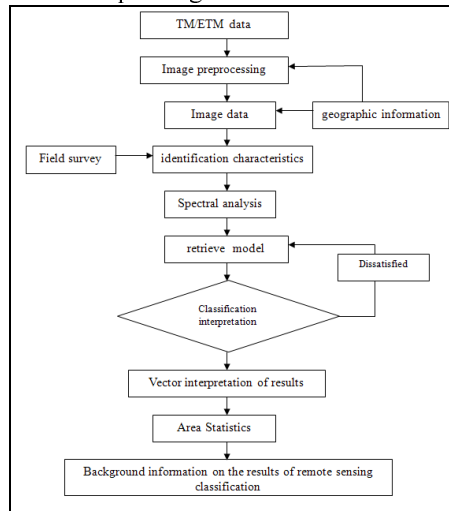 TM/ETM data
Image preprocessing
Image data
geographic information
Field survey
identification characteristics
Spectral analysis
retrieve model
Dissatisfied
Classification
interpretation
Vector interpretation of results
Area Statistics
Background information on the results of remote sensing
classification